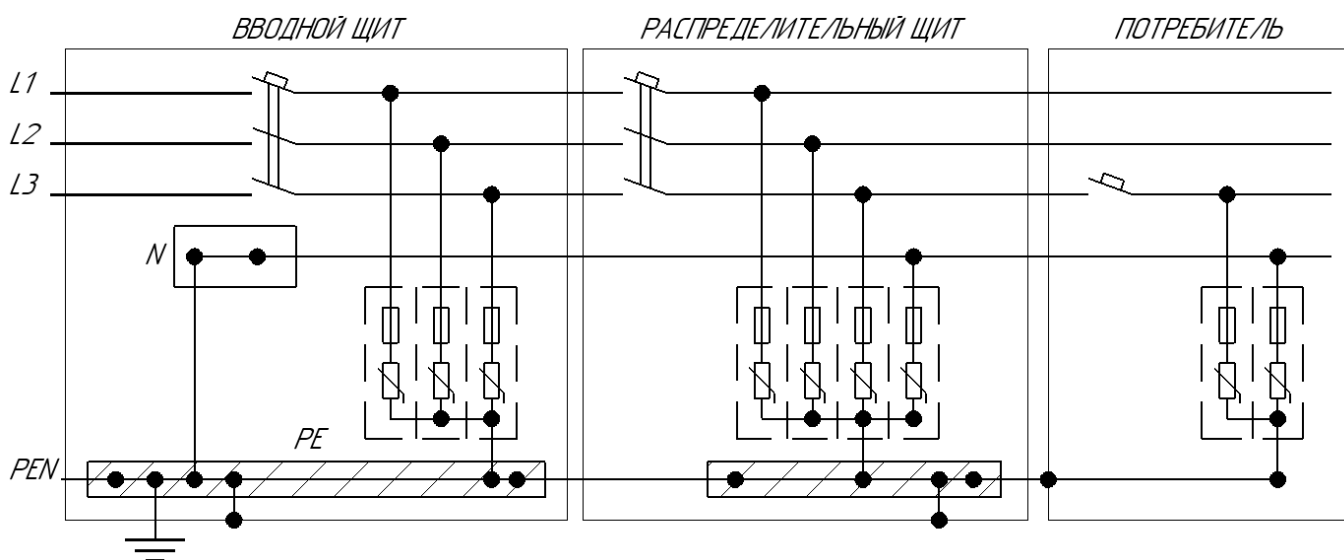 ВВОДНОЙ ЩИТ
РАСПРЕДЕЛИТЕЛЬНЫЙ ЩИТ
ПОТРЕБИТЕЛЬ
L1
L2
L3
N
PE
PEN